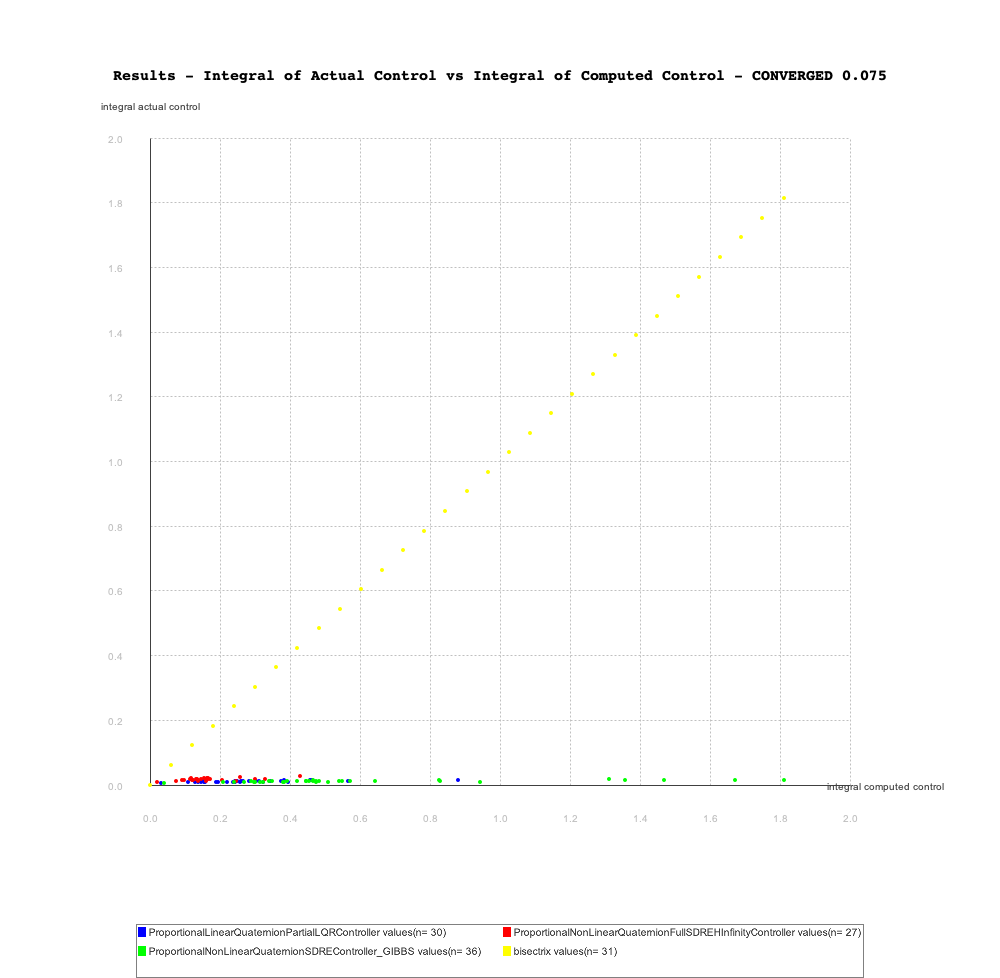 Results – Integral of Actual Control vs Integral of Computed Control – CONVERGED 0.075
integral actual control
2.0
1.8
1.6
1.4
1.2
1.0
0.8
0.6
0.4
0.2
0.0
integral computed control
0.0 0.2 0.4 0.6 0.8 1.0 1.2 1.4 1.6 1.8 2.0
ProportionalLinearQuaternionPartialLQRController values(n= 30) ProportionalNonLinearQuaternionFullSDREHInfinityController values(n= 27)
ProportionalNonLinearQuaternionSDREController_GIBBS values(n= 36) bisectrix values(n= 31)